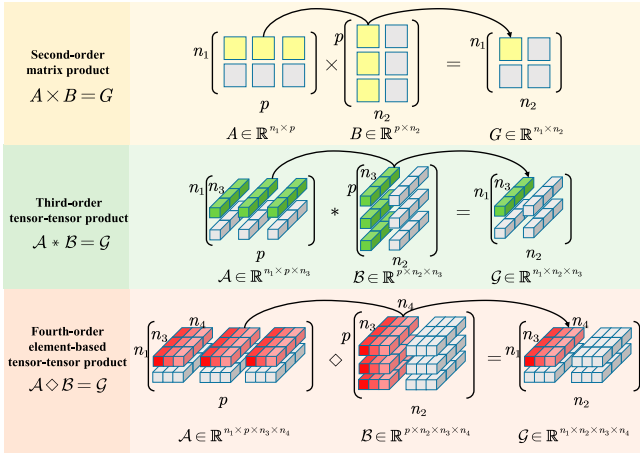 Second-order
matrix product
A × B = G
n₁
p
×
p
n₂
=
n₁
n₂
A ∈ ℝ^{n₁×p}
B ∈ ℝ^{p×n₂}
G ∈ ℝ^{n₁×n₂}
Third-order
tensor-tensor product
𝒜 * ℬ = 𝒢
n₁
n₃
p
*
p
n₃
n₂
=
n₁
n₃
n₂
𝒜 ∈ ℝ^{n₁×p×n₃}
ℬ ∈ ℝ^{p×n₂×n₃}
𝒢 ∈ ℝ^{n₁×n₂×n₃}
Fourth-order
element-based
tensor-tensor product
𝒜 ◇ ℬ = 𝒢
n₁
n₃
n₄
p
◇
p
n₃
n₄
n₂
=
n₁
n₃
n₄
n₂
𝒜 ∈ ℝ^{n₁×p×n₃×n₄}
ℬ ∈ ℝ^{p×n₂×n₃×n₄}
𝒢 ∈ ℝ^{n₁×n₂×n₃×n₄}